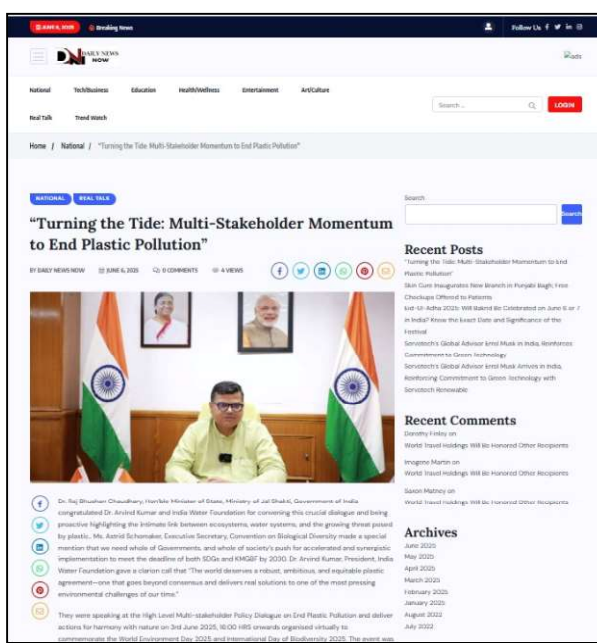 JUNE 6, 2025
Breaking News
Follow Us
DN DAILY NEWS
NOW
ads
National Tech/Business Education Health/Wellness Entertainment Art/Culture
Search ...
LOGIN
Real Talk Trend Watch
Home / National / "Turning the Tide: Multi-Stakeholder Momentum to End Plastic Pollution"
NATIONAL REAL TALK
“Turning the Tide: Multi-Stakeholder Momentum
to End Plastic Pollution”
BY DAILY NEWS NOW JUNE 6, 2025 0 COMMENTS 4 VIEWS
Dr. Raj Bhushan Choudhary, Hon'ble Minister of State, Ministry of Jal Shakti, Government of India
congratulated Dr. Arvind Kumar and India Water Foundation for convening this crucial dialogue and being
proactive highlighting the intimate link between ecosystems, water systems, and the growing threat posed
by plastic. Ms. Astrid Schomaker, Executive Secretary, Convention on Biological Diversity made a special
mention that we need whole of Governments, and whole of society's push for accelerated and synergistic
implementation to meet the deadline of both SDGs and KMGBF by 2030. Dr. Arvind Kumar, President, India
Water Foundation gave a clarion call that "The world deserves a robust, ambitious, and equitable plastic
agreement—one that goes beyond consensus and delivers real solutions to one of the most pressing
environmental challenges of our time."
They were speaking at the High Level Multi-stakeholder Policy Dialogue on End Plastic Pollution and deliver
actions for harmony with nature on 3rd June 2025, 16:00 HRS onwards organised virtually to
commemorate the World Environment Day 2025 and International Day of Biodiversity 2025. The event was
Search
Search
Recent Posts
"Turning the Tide: Multi-Stakeholder Momentum to End
Plastic Pollution"
Skin Cure Inaugurates New Branch in Punjabi Bagh; Free
Checkups Offered to Patients
Eid-Ul-Adha 2025: Will Bakrid Be Celebrated on June 6 or 7
in India? Know the Exact Date and Significance of the
Festival
Servotech's Global Advisor Errol Musk in India, Reinforces
Commitment to Green Technology
Servotech's Global Advisor Errol Musk Arrives in India,
Reinforcing Commitment to Green Technology with
Servotech Renewable
Recent Comments
Dorothy Finley on
World Travel Holdings Will Be Honored Other Recipients
Imogene Martin on
World Travel Holdings Will Be Honored Other Recipients
Saxon Matney on
World Travel Holdings Will Be Honored Other Recipients
Archives
June 2025
May 2025
April 2025
March 2025
February 2025
January 2025
August 2022
July 2022